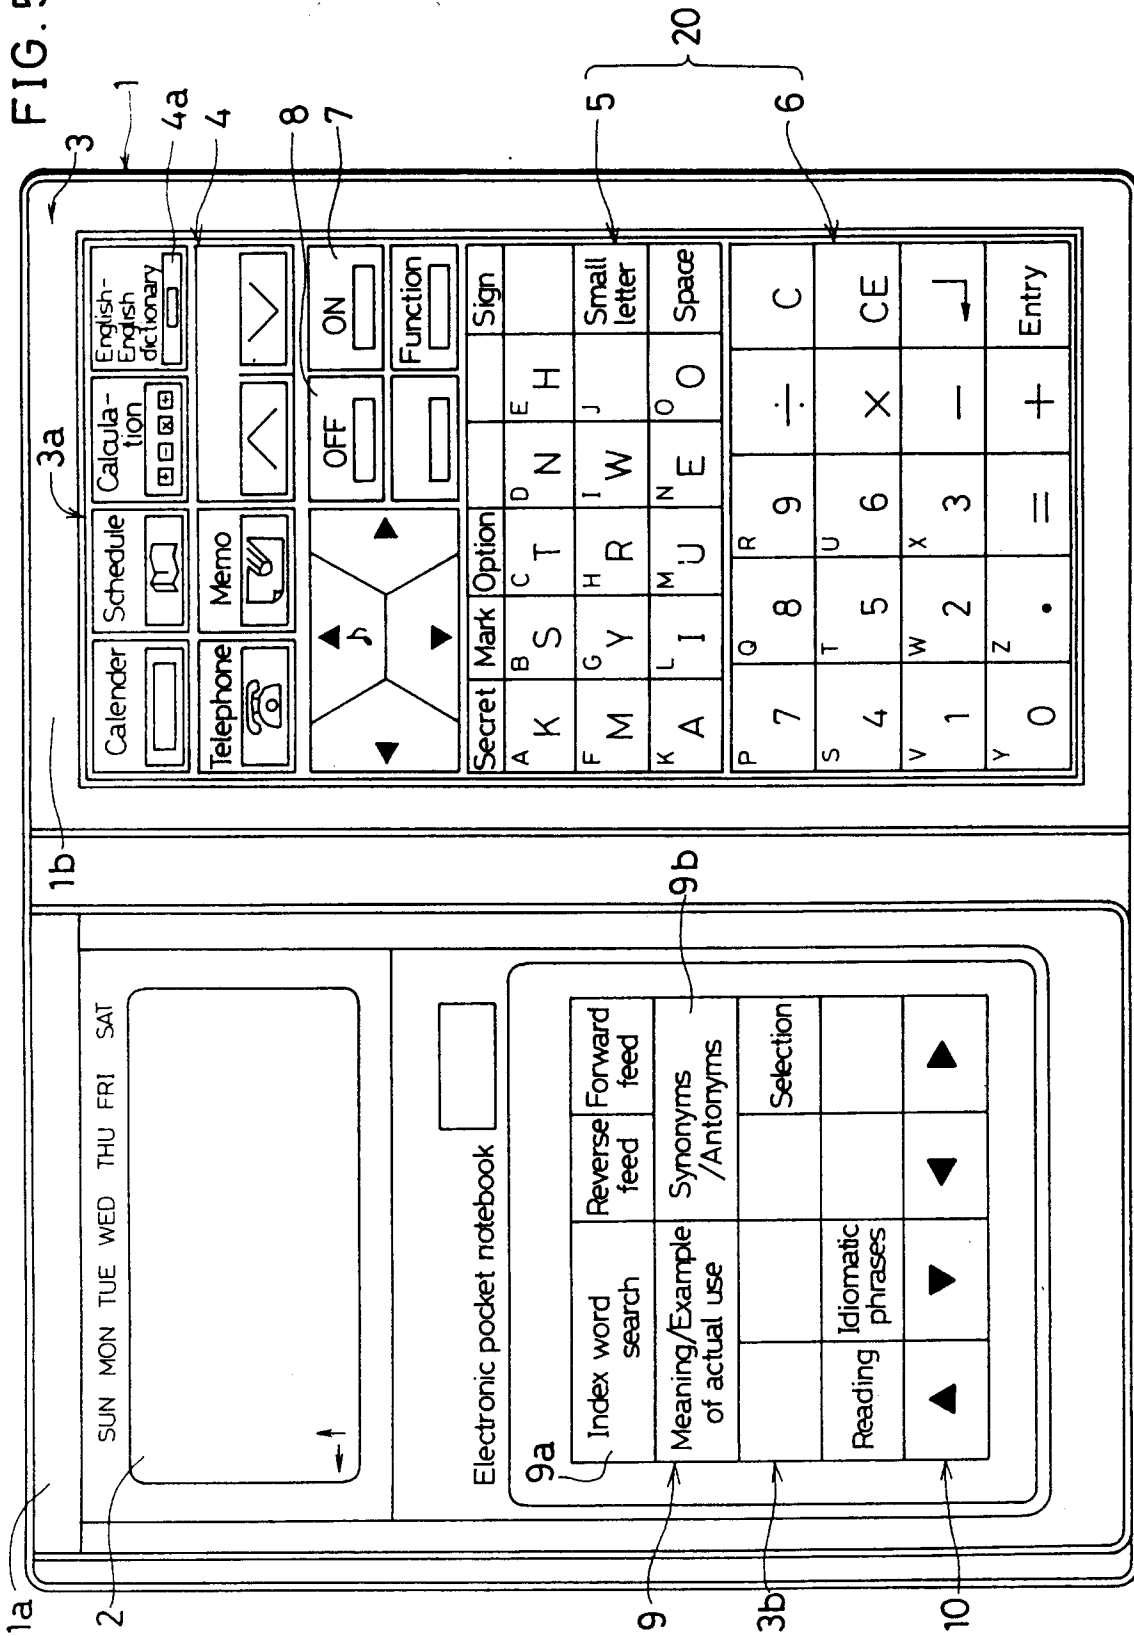 FIG. 5
1a
1b
3a
3
1
2
SUN MON TUE WED THU FRI SAT
Electronic pocket notebook
9a
Index word
search
Reverse
feed
Forward
feed
Meaning/Example
of actual use
Synonyms
/Antonyms
9b
Selection
Reading
Idiomatic
phrases
9
3b
10
Calender
Schedule
Calcula-
tion
+ - x ÷
English-
English
dictionary
4a
4
Telephone
Memo
♪
OFF
ON
8
7
Function
Secret Mark Option Sign
A K B S C T D N E H
F M G Y H R I W J Small
letter
K A L I M U N E O O Space
5
20
P 7 Q 8 R 9 ÷ C
S 4 T 5 U 6 × CE
V 1 W 2 X 3 −
Y 0 Z . = + Entry
6